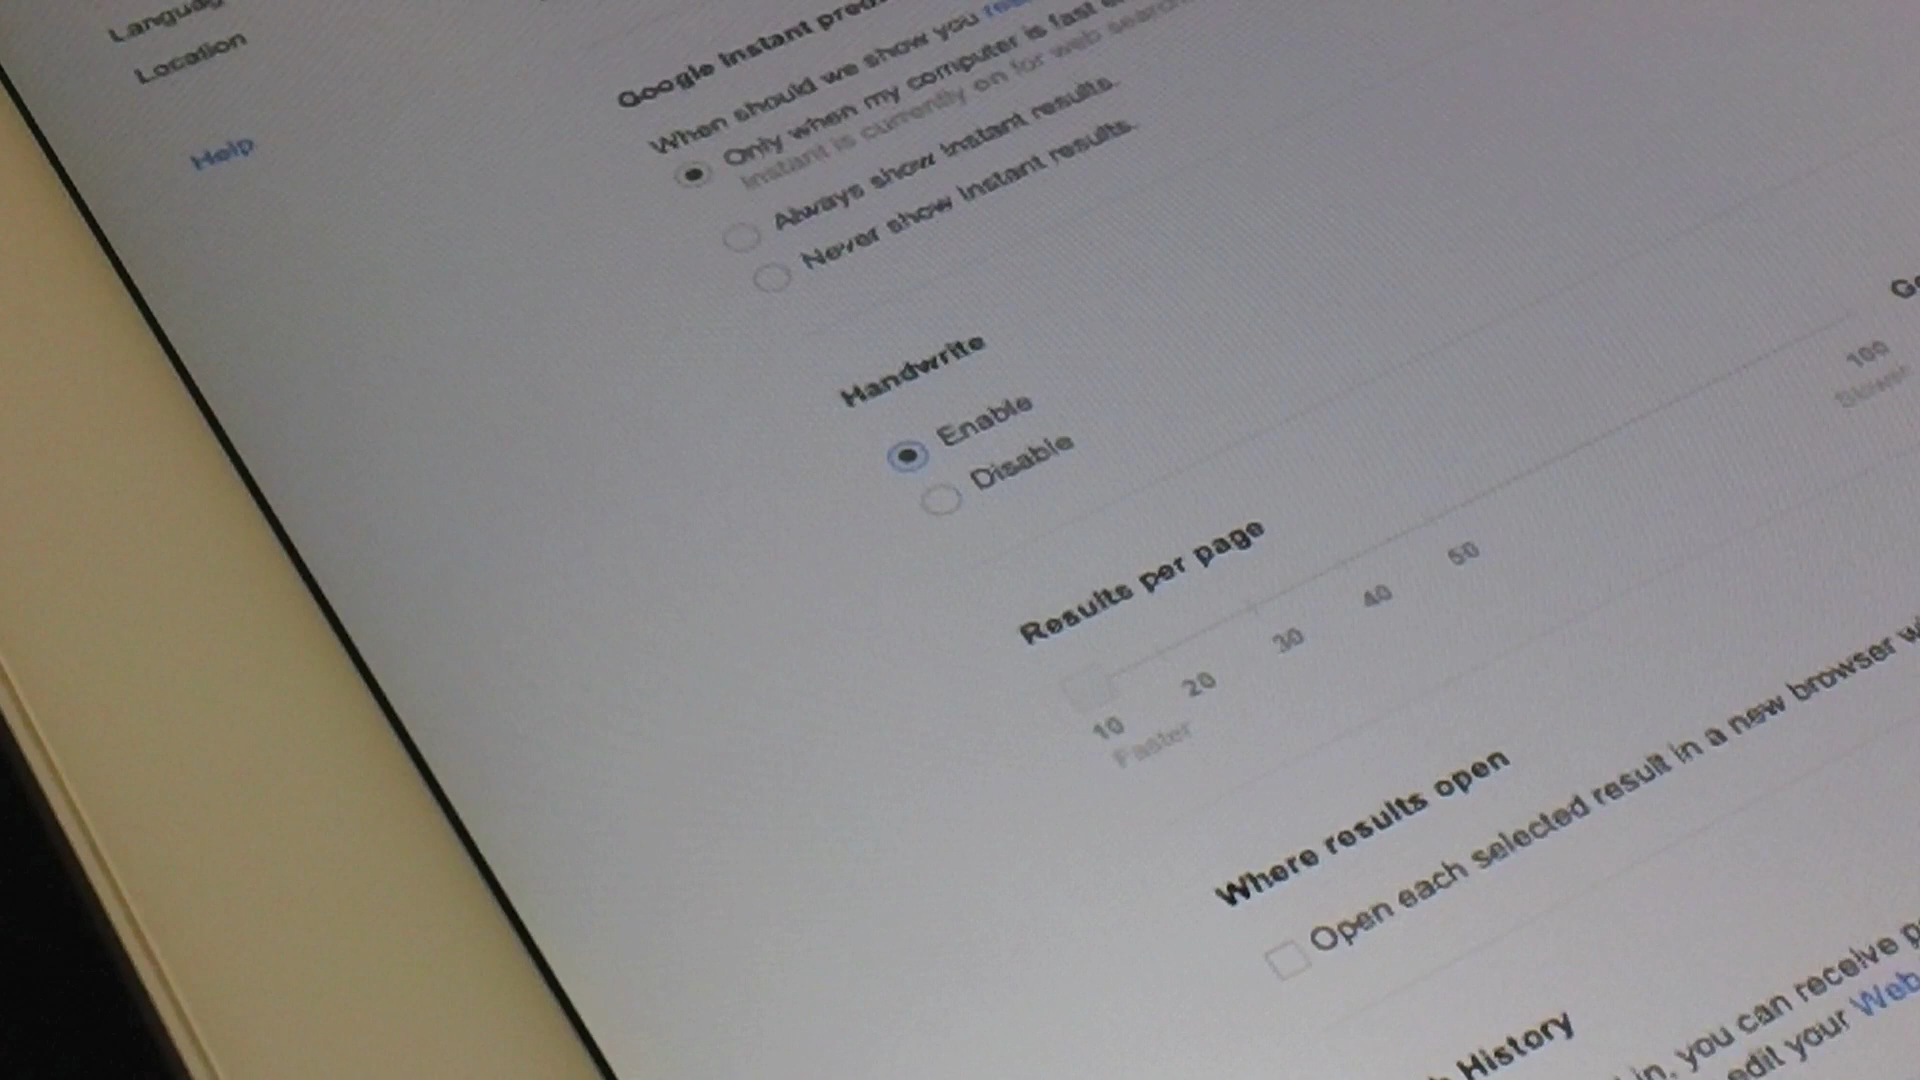 Language
Location
Help
Google Instant
When should we show you
Only when my computer is fast
Instant is currently on for web search
Always show Instant results.
Never show Instant results.
Handwrite
Enable
Disable
Results per page
10 20 30 40 50 100
Faster Slower
Where results open
Open each selected result in a new browser
History
in, you can receive
edit your Web